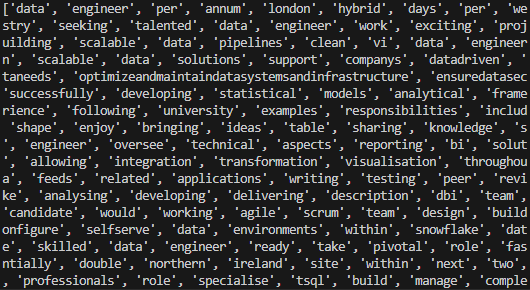 ['data', 'engineer', 'per', 'annum', 'london', 'hybrid', 'days', 'per', 'we
stry', 'seeking', 'talented', 'data', 'engineer', 'work', 'exciting', 'proj
uilding', 'scalable', 'data', 'pipelines', 'clean', 'vi', 'data', 'engineer
n', 'scalable', 'data', 'solutions', 'support', 'companys', 'datadriven', '
taneeds', 'optimizeandmaintaindatasystemsandinfrastructure', 'ensuredatasec
'successfully', 'developing', 'statistical', 'models', 'analytical', 'frame
rience', 'following', 'university', 'examples', 'responsibilities', 'includ
'shape', 'enjoy', 'bringing', 'ideas', 'table', 'sharing', 'knowledge', 's
', 'engineer', 'oversee', 'technical', 'aspects', 'reporting', 'bi', 'solut
', 'allowing', 'integration', 'transformation', 'visualisation', 'throughou
a', 'feeds', 'related', 'applications', 'writing', 'testing', 'peer', 'revi
ke', 'analysing', 'developing', 'delivering', 'description', 'dbi', 'team',
'candidate', 'would', 'working', 'agile', 'scrum', 'team', 'design', 'build
onfigure', 'selfserve', 'data', 'environments', 'within', 'snowflake', 'dat
e', 'skilled', 'data', 'engineer', 'ready', 'take', 'pivotal', 'role', 'fas
ntially', 'double', 'northern', 'ireland', 'site', 'within', 'next', 'two',
, 'professionals', 'role', 'specialise', 'tsql', 'build', 'manage', 'comple